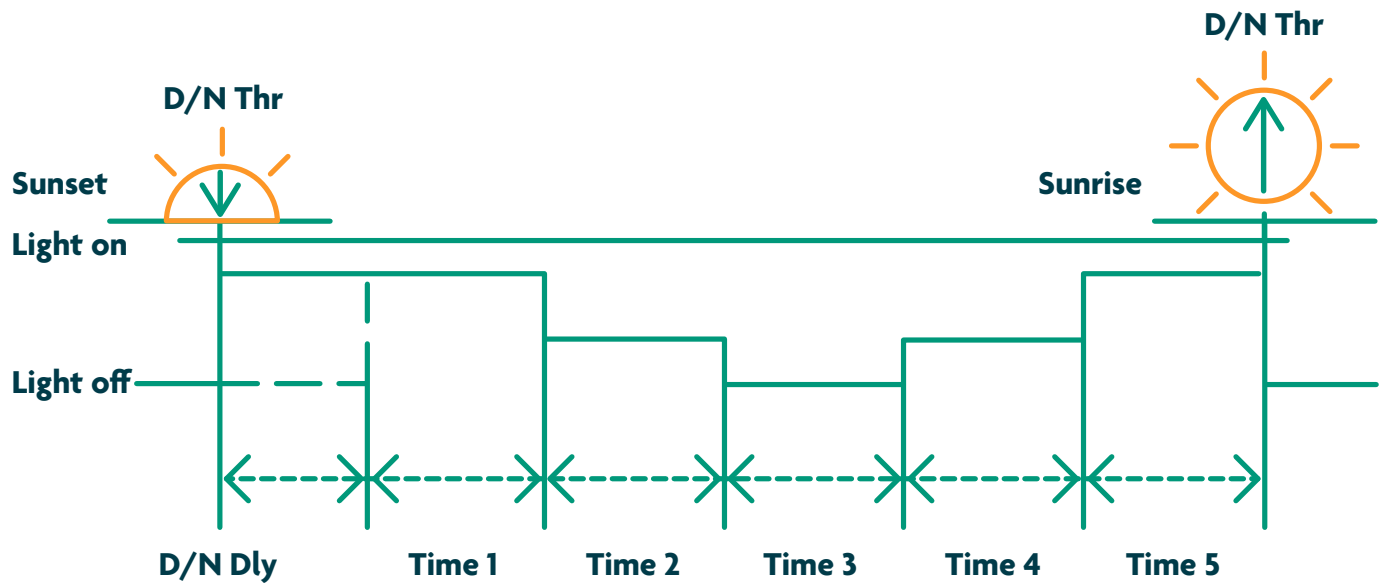 D/N Thr
D/N Thr
Sunset
Sunrise
Light on
Light off
D/N Dly
Time 1
Time 2
Time 3
Time 4
Time 5